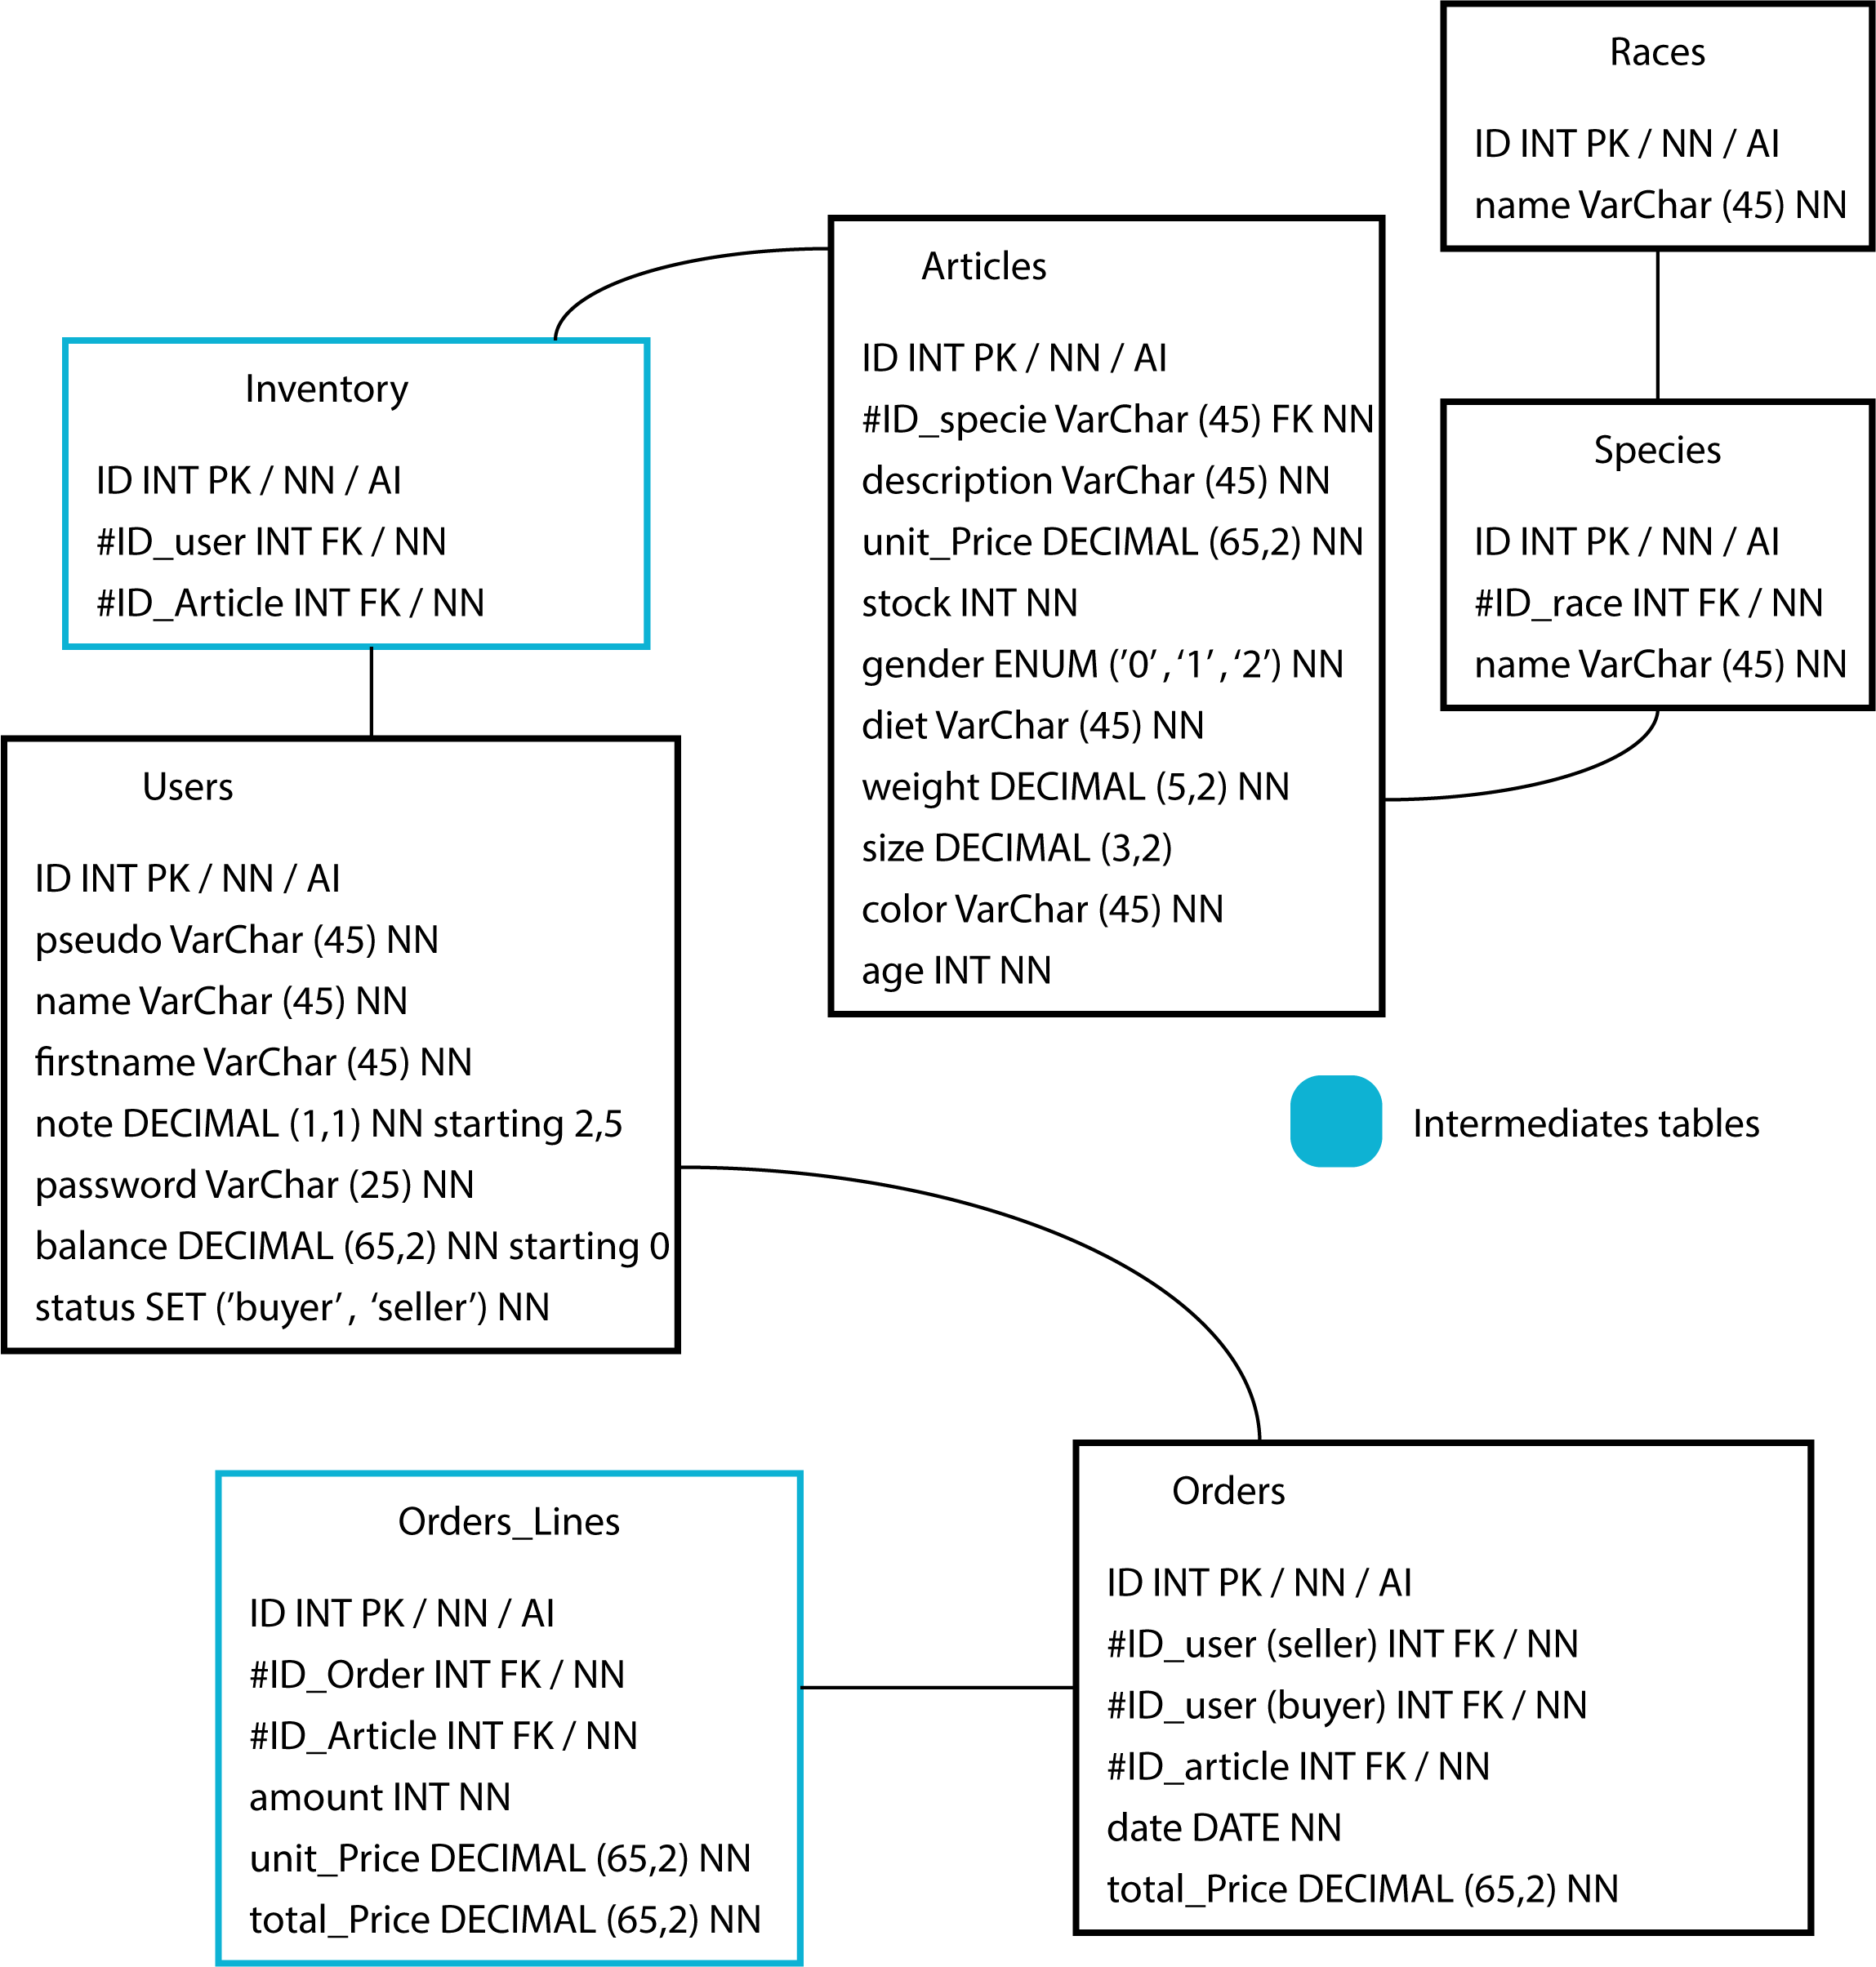 Races
ID INT PK / NN / AI
name VarChar (45) NN
Articles
ID INT PK / NN / AI
#ID_specie VarChar (45) FK NN
description VarChar (45) NN
unit_Price DECIMAL (65,2) NN
stock INT NN
gender ENUM (’0’ , ‘1’ , ‘2’) NN
diet VarChar (45) NN
weight DECIMAL (5,2) NN
size DECIMAL (3,2)
color VarChar (45) NN
age INT NN
Inventory
ID INT PK / NN / AI
#ID_user INT FK / NN
#ID_Article INT FK / NN
Species
ID INT PK / NN / AI
#ID_race INT FK / NN
name VarChar (45) NN
Users
ID INT PK / NN / AI
pseudo VarChar (45) NN
name VarChar (45) NN
firstname VarChar (45) NN
note DECIMAL (1,1) NN starting 2,5
password VarChar (25) NN
balance DECIMAL (65,2) NN starting 0
status SET (’buyer’ , ‘seller’) NN
Intermediates tables
Orders_Lines
ID INT PK / NN / AI
#ID_Order INT FK / NN
#ID_Article INT FK / NN
amount INT NN
unit_Price DECIMAL (65,2) NN
total_Price DECIMAL (65,2) NN
Orders
ID INT PK / NN / AI
#ID_user (seller) INT FK / NN
#ID_user (buyer) INT FK / NN
#ID_article INT FK / NN
date DATE NN
total_Price DECIMAL (65,2) NN